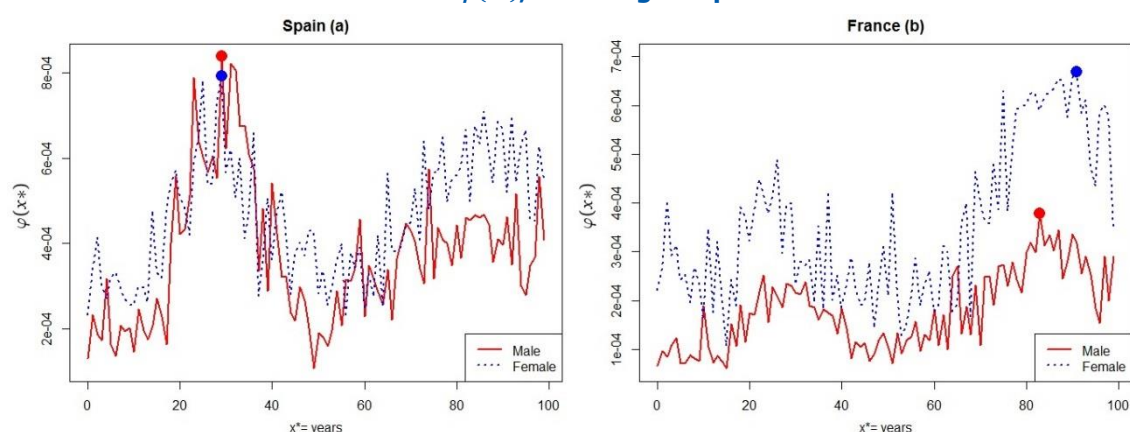 Spain (a)
8e-04
6e-04
4e-04
2e-04
φ(x*)
0
20
40
60
80
100
x*= years
Male
Female
France (b)
7e-04
6e-04
5e-04
4e-04
3e-04
2e-04
1e-04
φ(x*)
0
20
40
60
80
100
x*= years
Male
Female